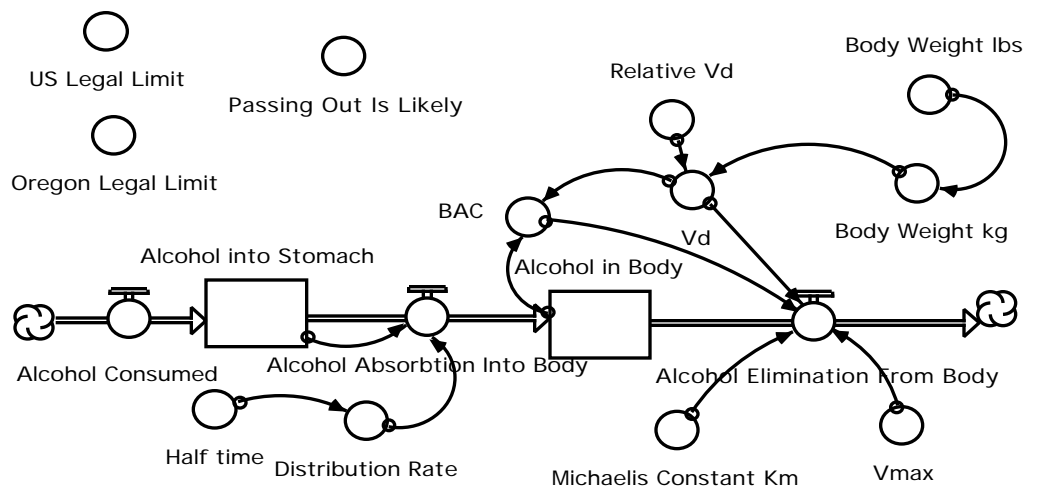 Body Weight lbs
Relative Vd
US Legal Limit
Passing Out Is Likely
Oregon Legal Limit
BAC
Vd
Body Weight kg
Alcohol into Stomach
Alcohol in Body
Alcohol Consumed
Alcohol Absorbtion Into Body
Alcohol Elimination From Body
Half time
Distribution Rate
Michaelis Constant Km
Vmax